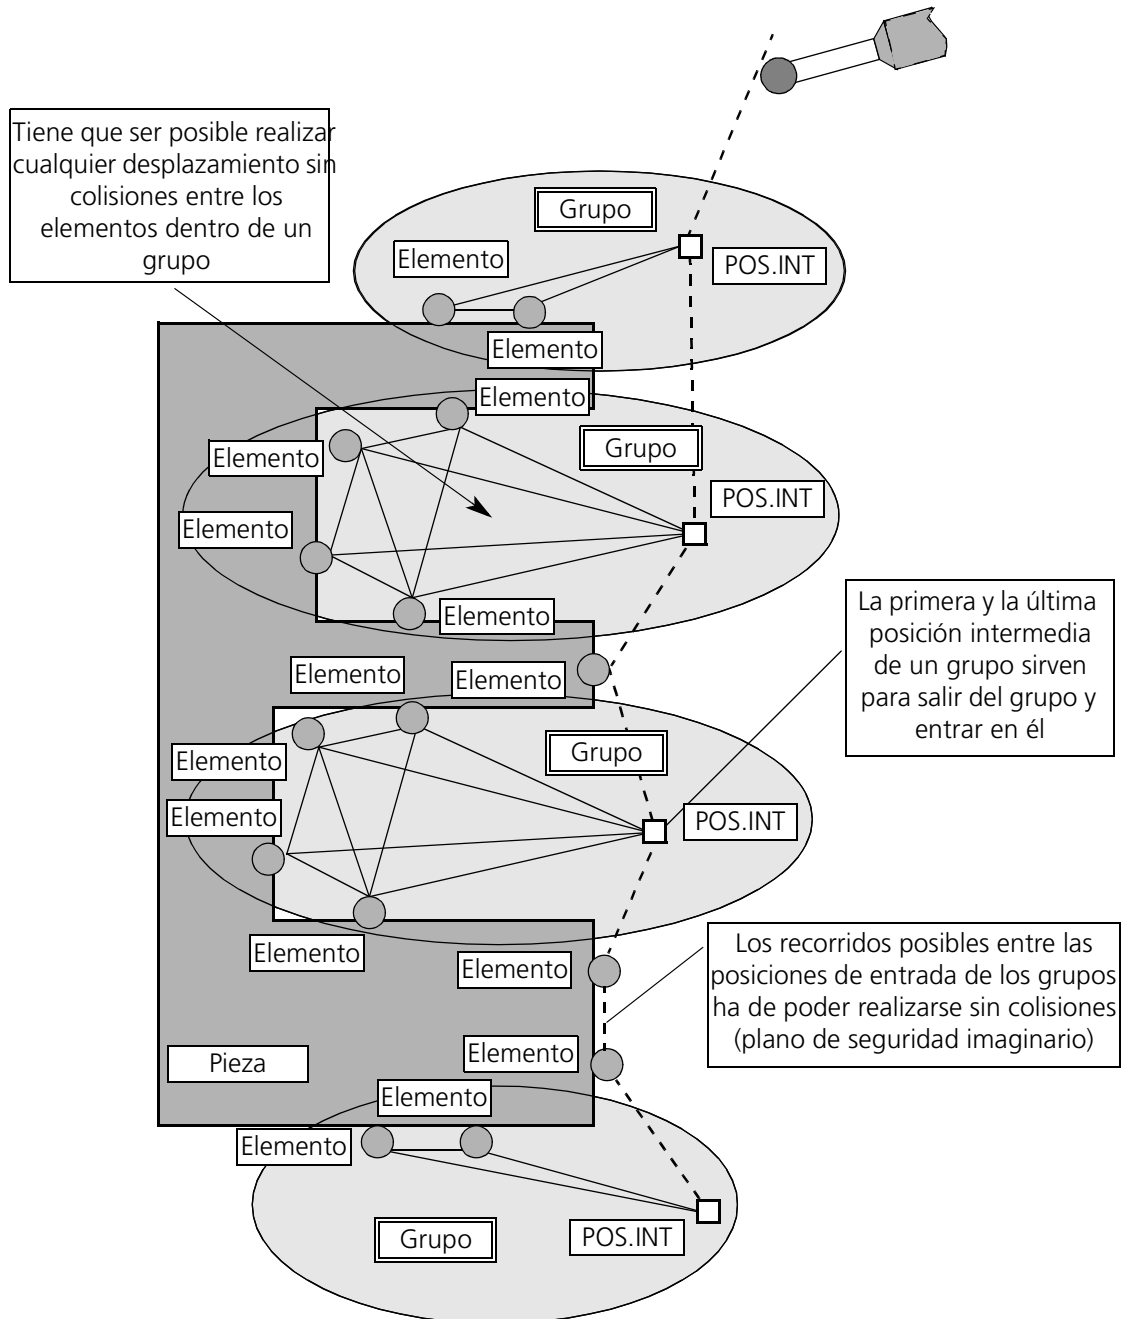 Tiene que ser posible realizar
cualquier desplazamiento sin
colisiones entre los
elementos dentro de un
grupo
Grupo
Elemento
POS.INT
Elemento
Elemento
Grupo
Elemento
POS.INT
Elemento
Elemento
La primera y la última
posición intermedia
de un grupo sirven
para salir del grupo y
entrar en él
Elemento
Elemento
Grupo
Elemento
Elemento
POS.INT
Elemento
Elemento
Los recorridos posibles entre las
posiciones de entrada de los grupos
ha de poder realizarse sin colisiones
(plano de seguridad imaginario)
Elemento
Pieza
Elemento
Elemento
Grupo
POS.INT